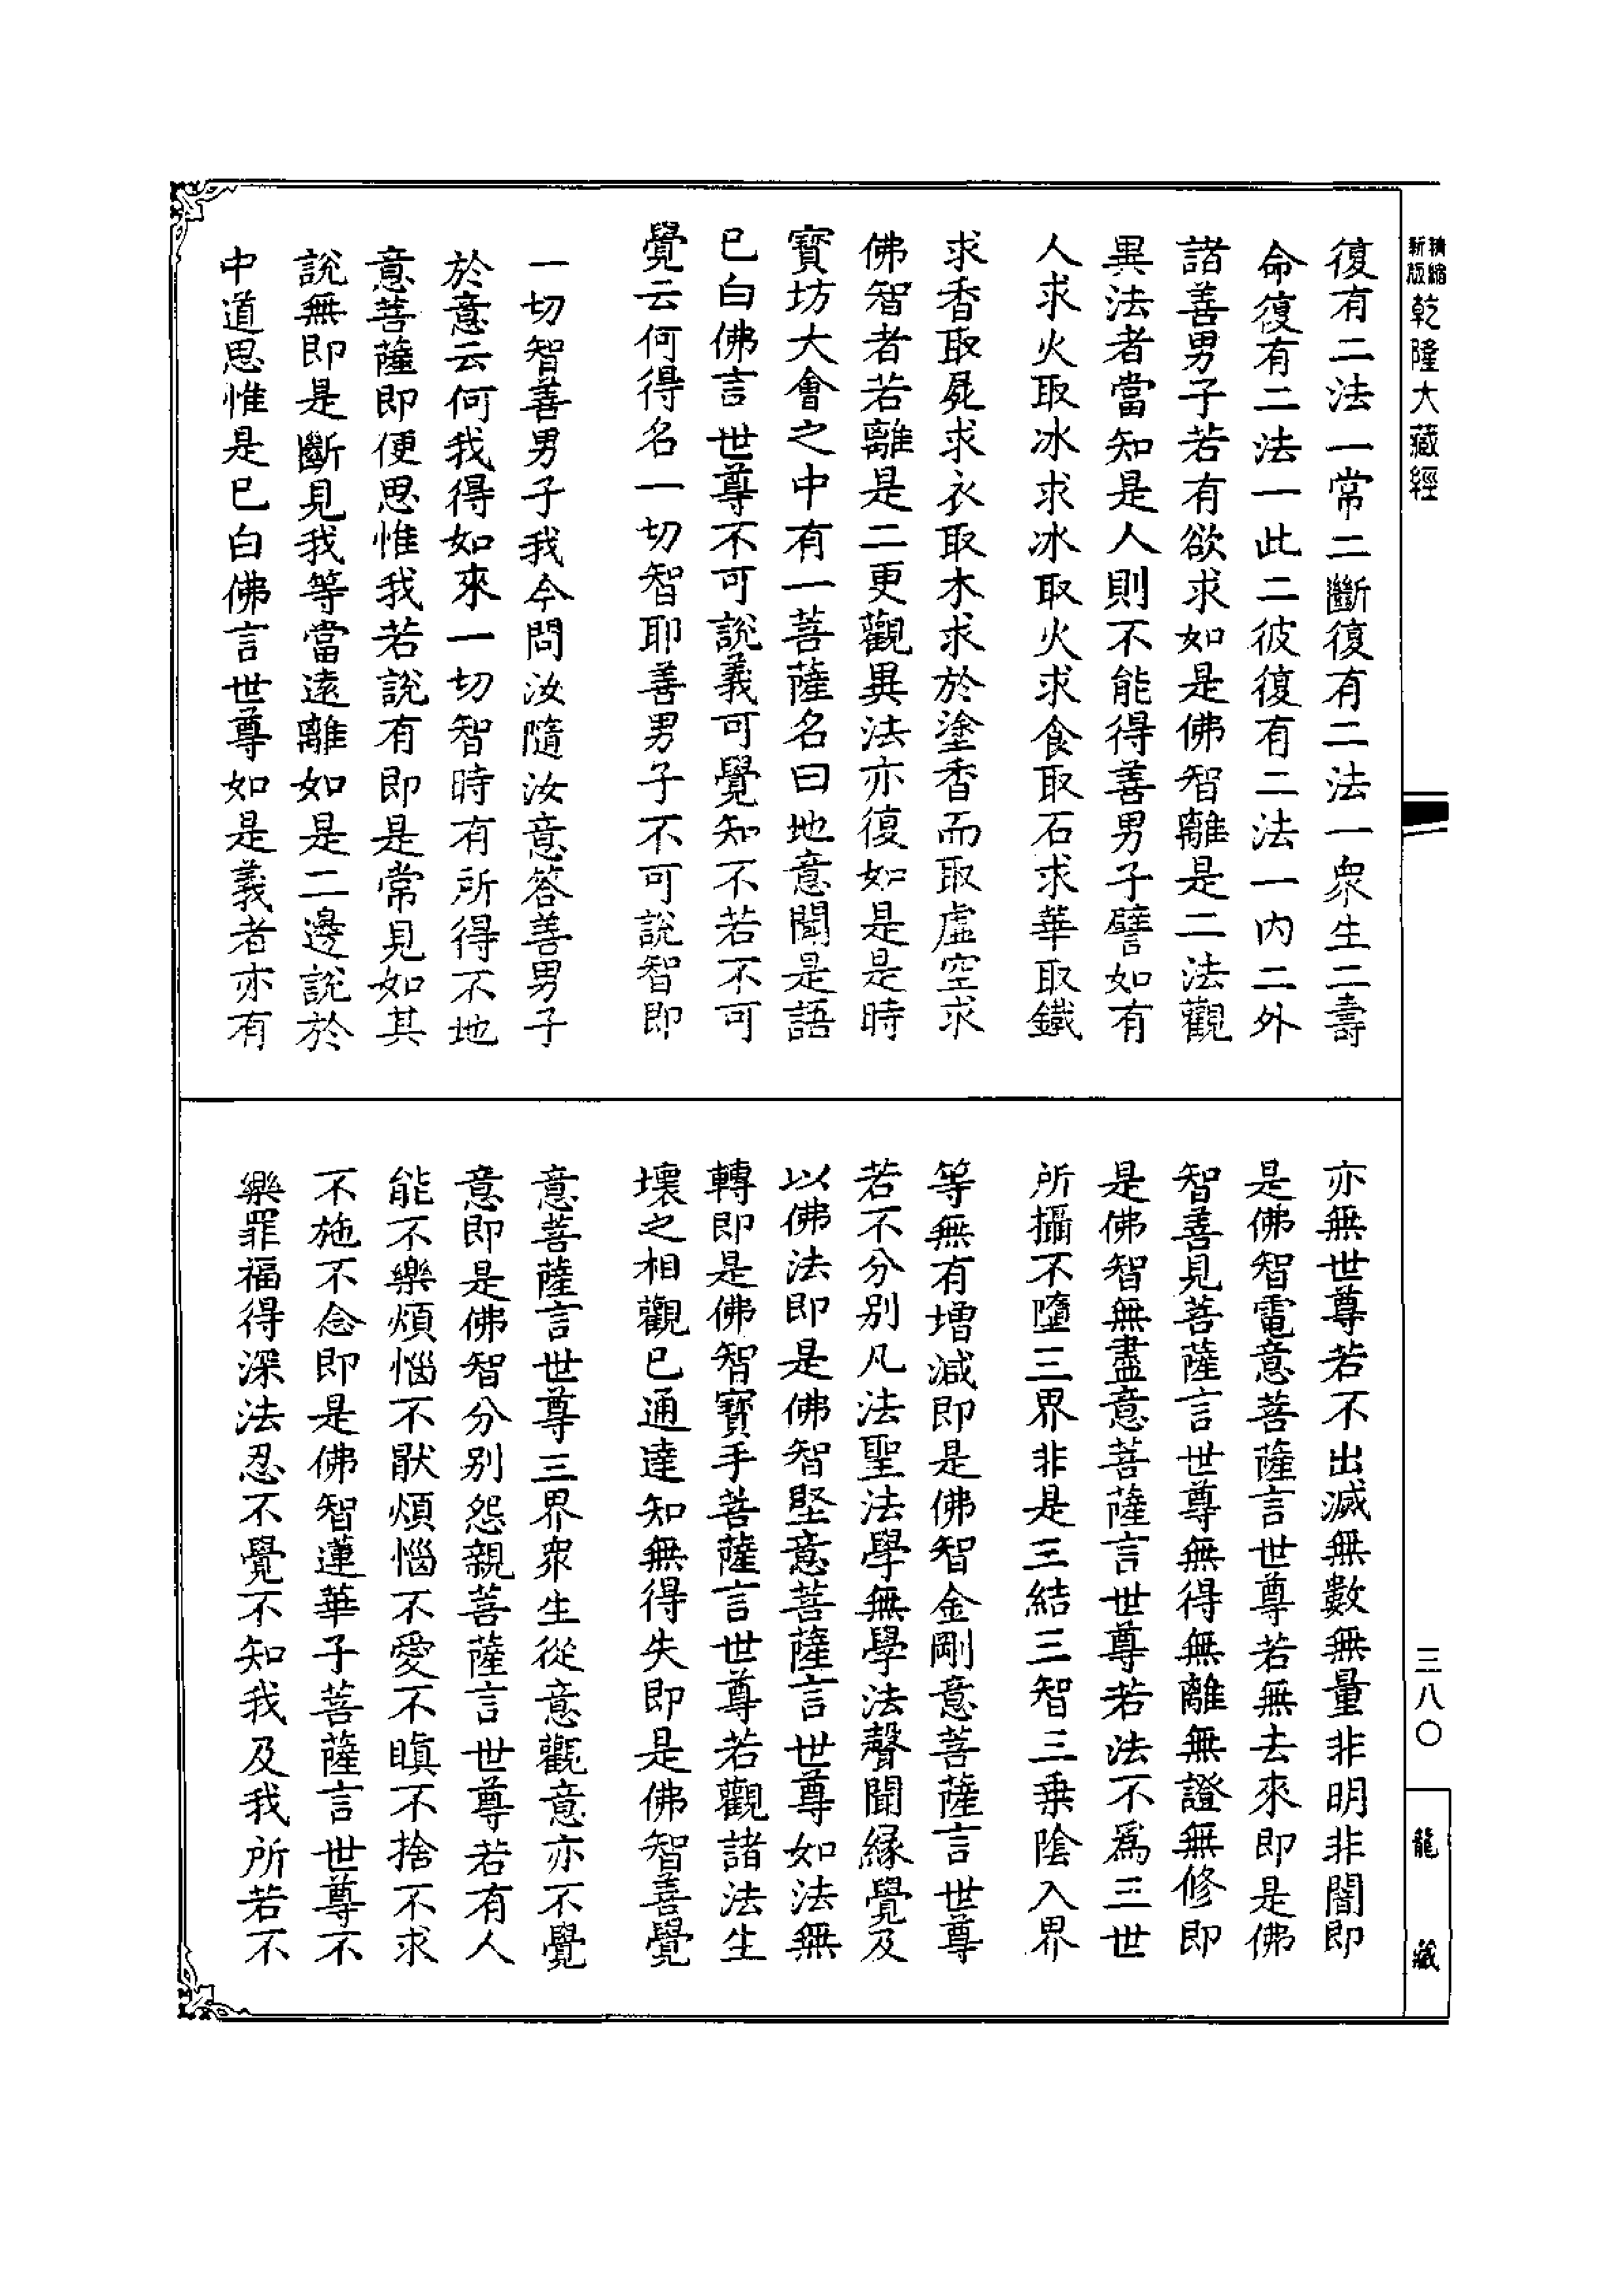 精縮新版乾隆大藏經
復有二法一常二斷復有二法一衆生二壽
命復有二法一此二彼復有二法一內二外
諸善男子若有欲求如是佛智離是二法觀
異法者當知是人則不能得善男子譬如有
人求火取冰求冰取火求食取石求華取鐵
求香取屍求衣取木求於塗香而取虛空求
佛智者若離是二更觀異法亦復如是是時
寶坊大會之中有一菩薩名曰地意聞是語
已白佛言世尊不可說義可覺知不若不可
覺云何得名一切智耶善男子不可說智即
一切智善男子我今問汝隨汝意答善男子
於意云何我得如來一切智時有所得不地
意菩薩即便思惟我若說有即是常見如其
說無即是斷見我等當遠離如是二邊說於
中道思惟是已白佛言世尊如是義者亦有
亦無世尊若不出滅無數無量非明非闇即
是佛智電意菩薩言世尊若無去來即是佛
智善見菩薩言世尊無得無離無證無修即
是佛智無盡意菩薩言世尊若法不爲三世
所攝不墮三界非是三結三智三乗陰入界
等無有增減即是佛智金剛意菩薩言世尊
若不分別凡法聖法學無學法聲聞緣覺及
以佛法即是佛智堅意菩薩言世尊如法無
轉即是佛智寶手菩薩言世尊若觀諸法生
壞之相觀已通達知無得失即是佛智善覺
意菩薩言世尊三界衆生從意觀意亦不覺
意即是佛智分別怨親菩薩言世尊若有人
能不樂煩惱不猒煩惱不愛不瞋不捨不求
不施不念即是佛智蓮華子菩薩言世尊不
樂罪福得深法忍不覺不知我及我所若不
三八〇
龍藏